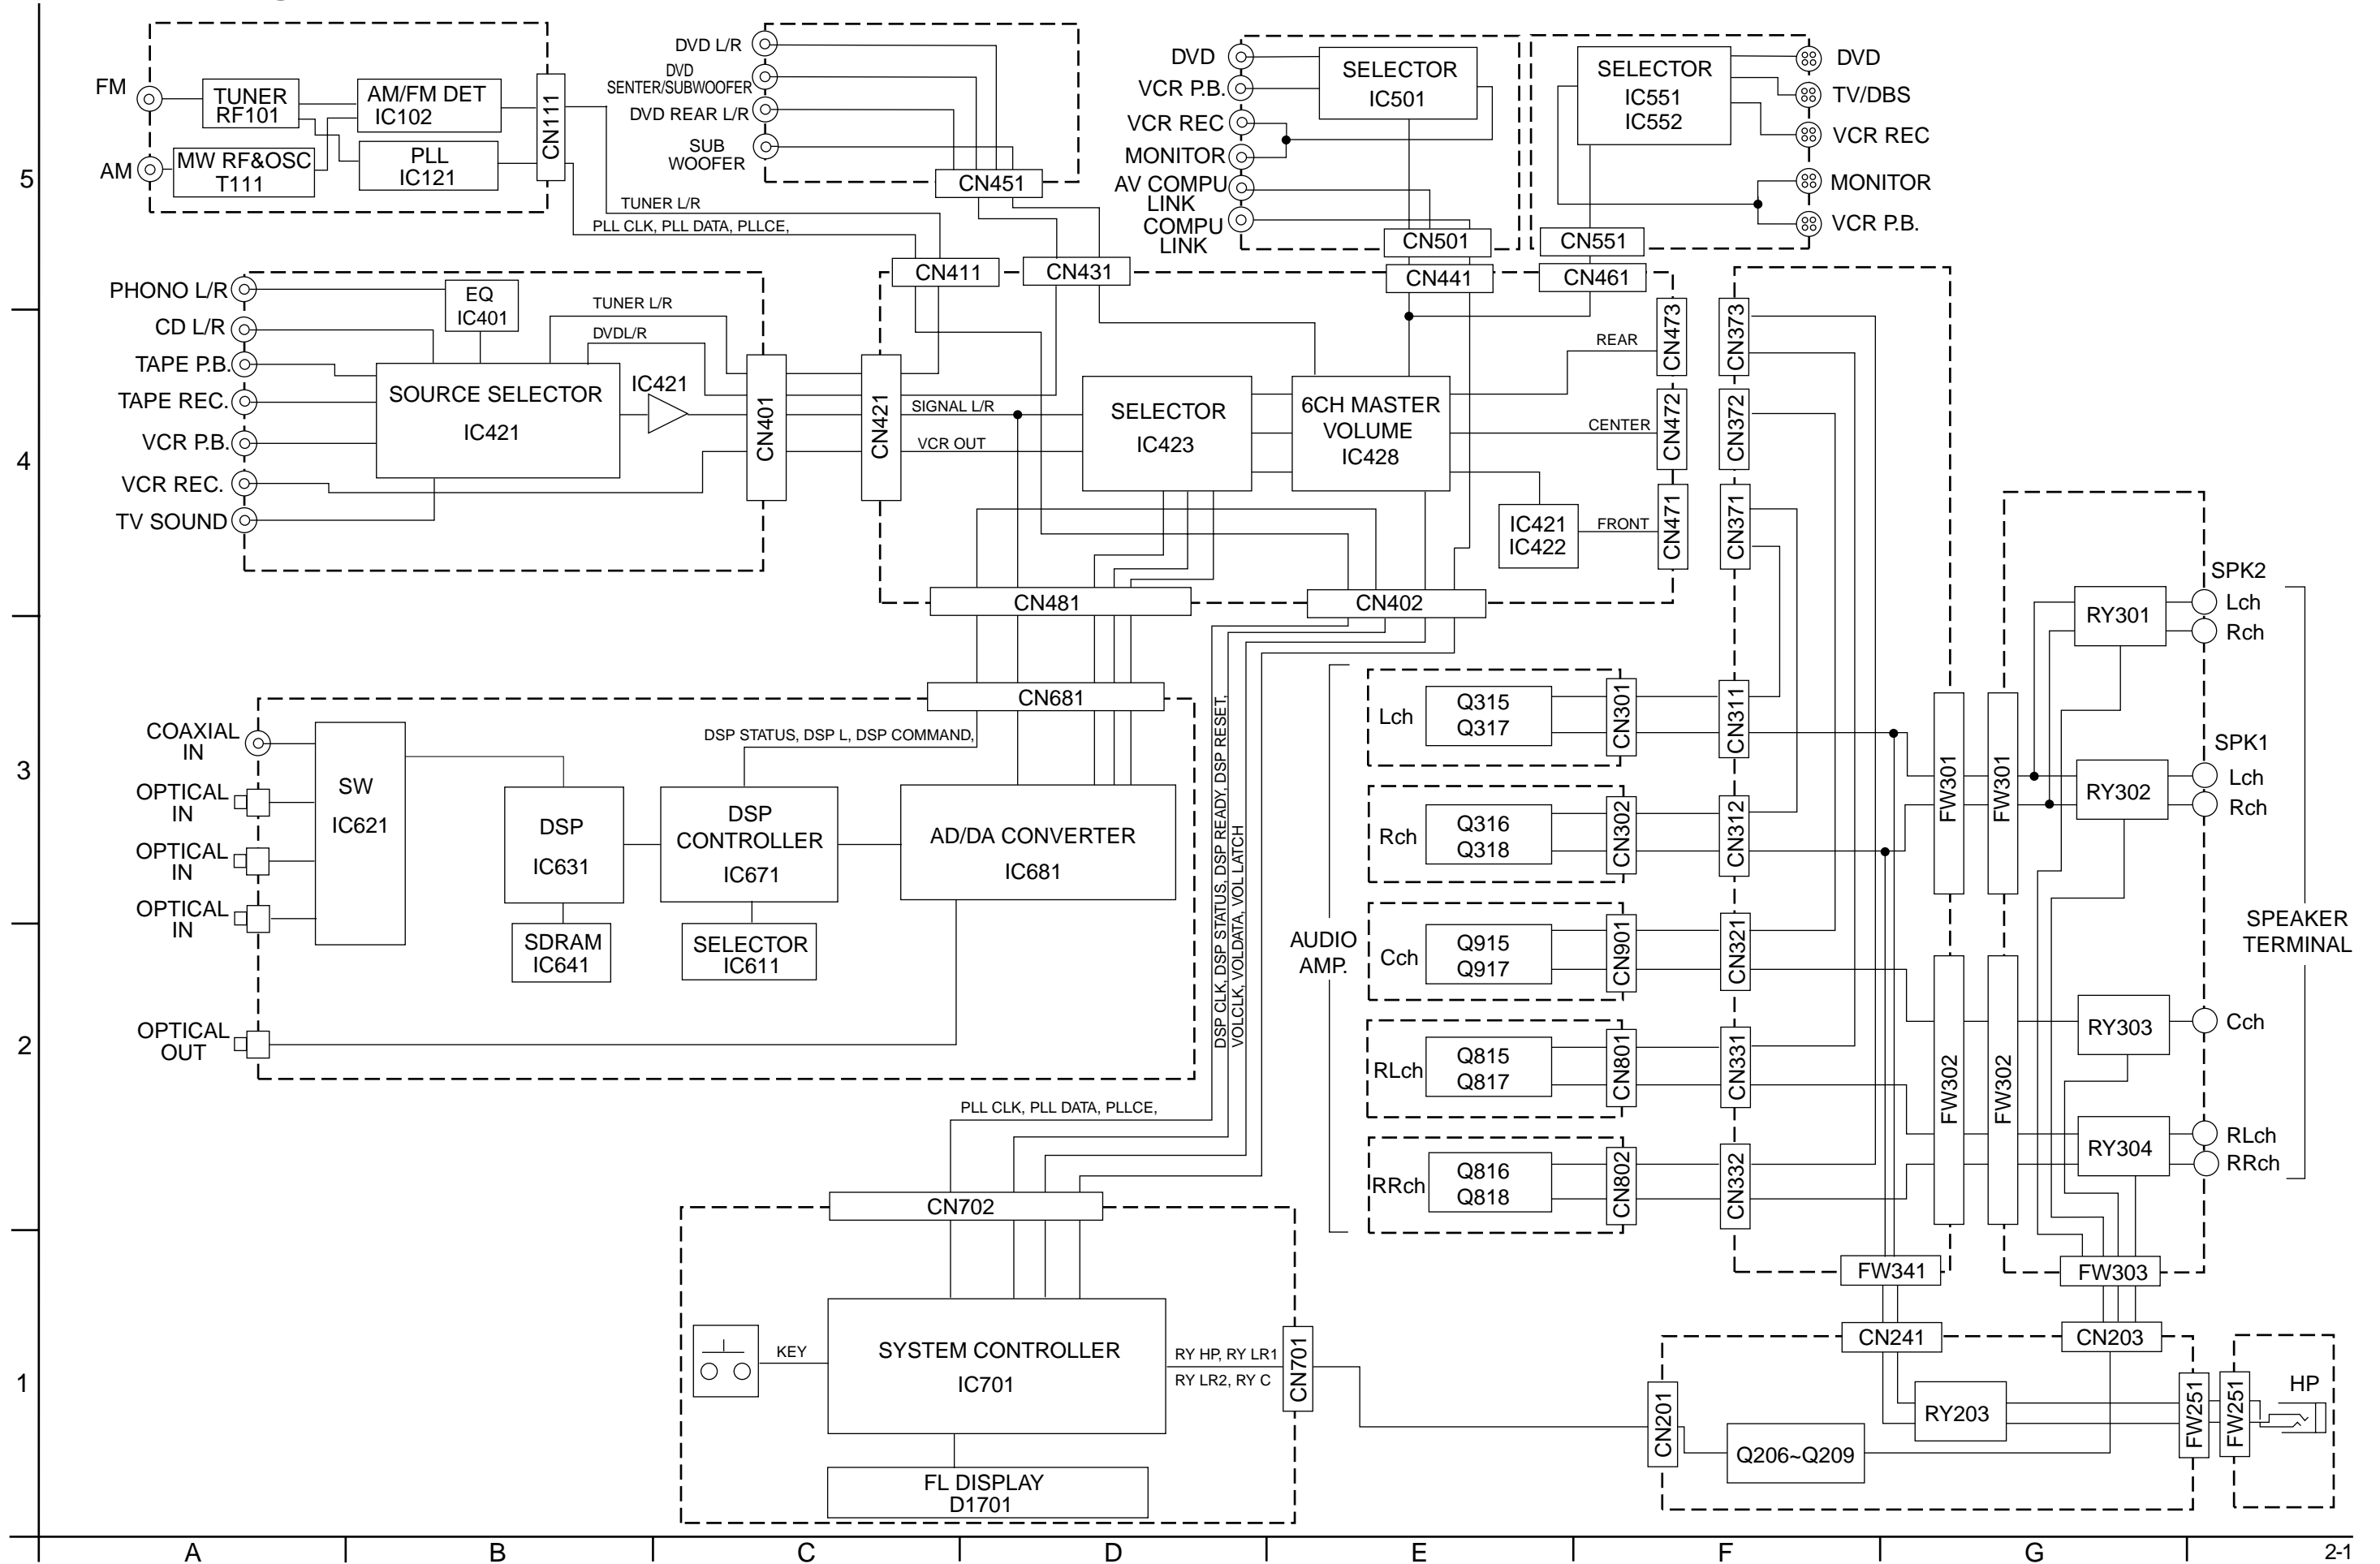 FM
AM
TUNER
RF101
MW RF&OSC
T111
AM/FM DET
IC102
PLL
IC121
CN111
TUNER L/R
PLL CLK, PLL DATA, PLLCE,
DVD L/R
DVD
SENTER/SUBWOOFER
DVD REAR L/R
SUB
WOOFER
CN451
DVD
VCR P.B.
VCR REC
MONITOR
AV COMPU
LINK
COMPU
LINK
SELECTOR
IC501
CN501
SELECTOR
IC551
IC552
CN551
DVD
TV/DBS
VCR REC
MONITOR
VCR P.B.
5
PHONO L/R
CD L/R
TAPE P.B.
TAPE REC.
VCR P.B.
VCR REC.
TV SOUND
EQ
IC401
TUNER L/R
DVDL/R
SOURCE SELECTOR
IC421
IC421
CN401
CN411
CN431
CN441
CN461
CN421
SIGNAL L/R
VCR OUT
SELECTOR
IC423
6CH MASTER
VOLUME
IC428
REAR
CENTER
FRONT
IC421
IC422
CN473
CN472
CN471
CN373
CN372
CN371
4
CN481
CN402
CN681
COAXIAL
IN
OPTICAL
IN
OPTICAL
IN
OPTICAL
IN
OPTICAL
OUT
SW
IC621
DSP
IC631
SDRAM
IC641
DSP STATUS, DSP L, DSP COMMAND,
DSP
CONTROLLER
IC671
SELECTOR
IC611
AD/DA CONVERTER
IC681
DSP CLK, DSP STATUS, DSP READY, DSP RESET,
VOLCLK, VOLDATA, VOL LATCH
PLL CLK, PLL DATA, PLLCE,
3
AUDIO
AMP.
Lch
Q315
Q317
CN301
CN311
Rch
Q316
Q318
CN302
CN312
Cch
Q915
Q917
CN901
CN321
RLch
Q815
Q817
CN801
CN331
RRch
Q816
Q818
CN802
CN332
FW301
FW301
FW302
FW302
SPK2
RY301
Lch
Rch
SPK1
RY302
Lch
Rch
SPEAKER
TERMINAL
RY303
Cch
RY304
RLch
RRch
2
FW341
FW303
CN702
KEY
SYSTEM CONTROLLER
IC701
FL DISPLAY
D1701
RY HP, RY LR1
RY LR2, RY C
CN701
CN201
CN241
CN203
RY203
Q206~Q209
FW251
FW251
HP
1
A
B
C
D
E
F
G
2-1